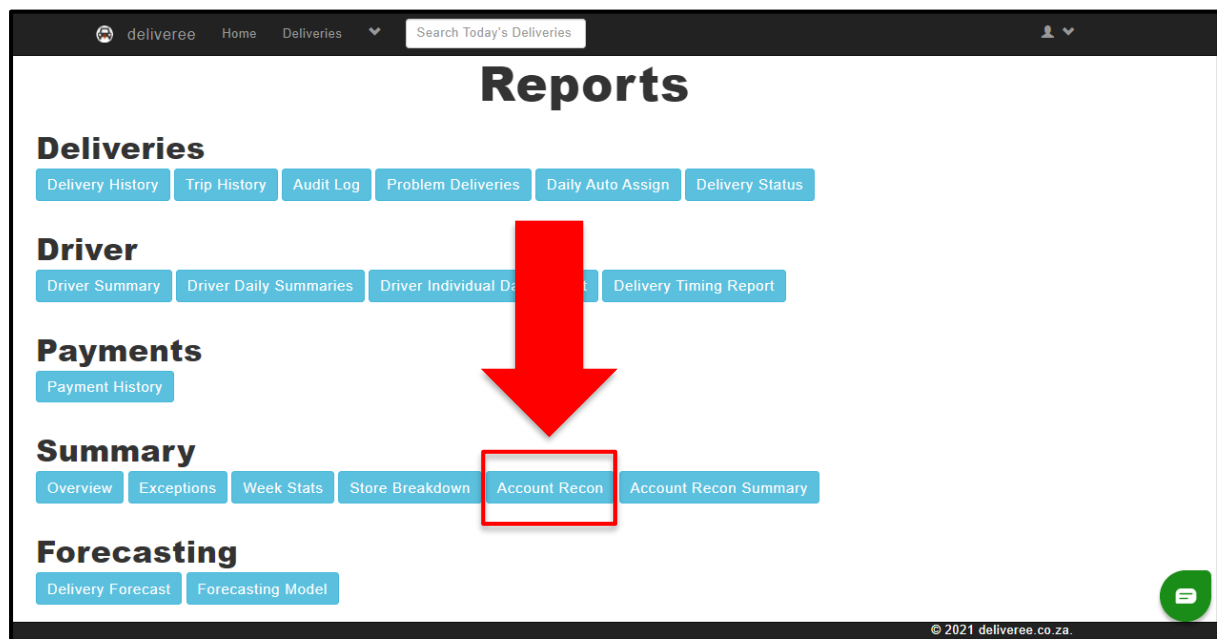 deliveree Home Deliveries Search Today's Deliveries
Reports
Deliveries
Delivery History Trip History Audit Log Problem Deliveries Daily Auto Assign Delivery Status
Driver
Driver Summary Driver Daily Summaries Driver Individual Delivery Timing Report
Payments
Payment History
Summary
Overview Exceptions Week Stats Store Breakdown Account Recon Account Recon Summary
Forecasting
Delivery Forecast Forecasting Model
© 2021 deliveree.co.za.